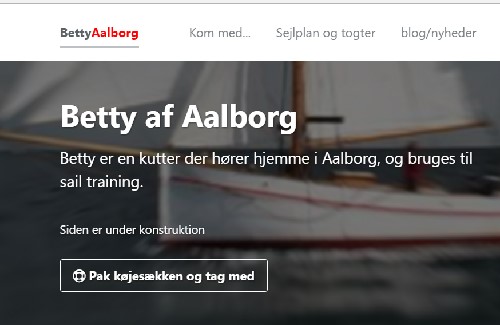 BettyAalborg Kom med... Sejlplan og togter blog/nyheder
Betty af Aalborg
Betty er en kutter der hører hjemme i Aalborg, og bruges til
sail training.
Siden er under konstruktion
Pak køjesækken og tag med